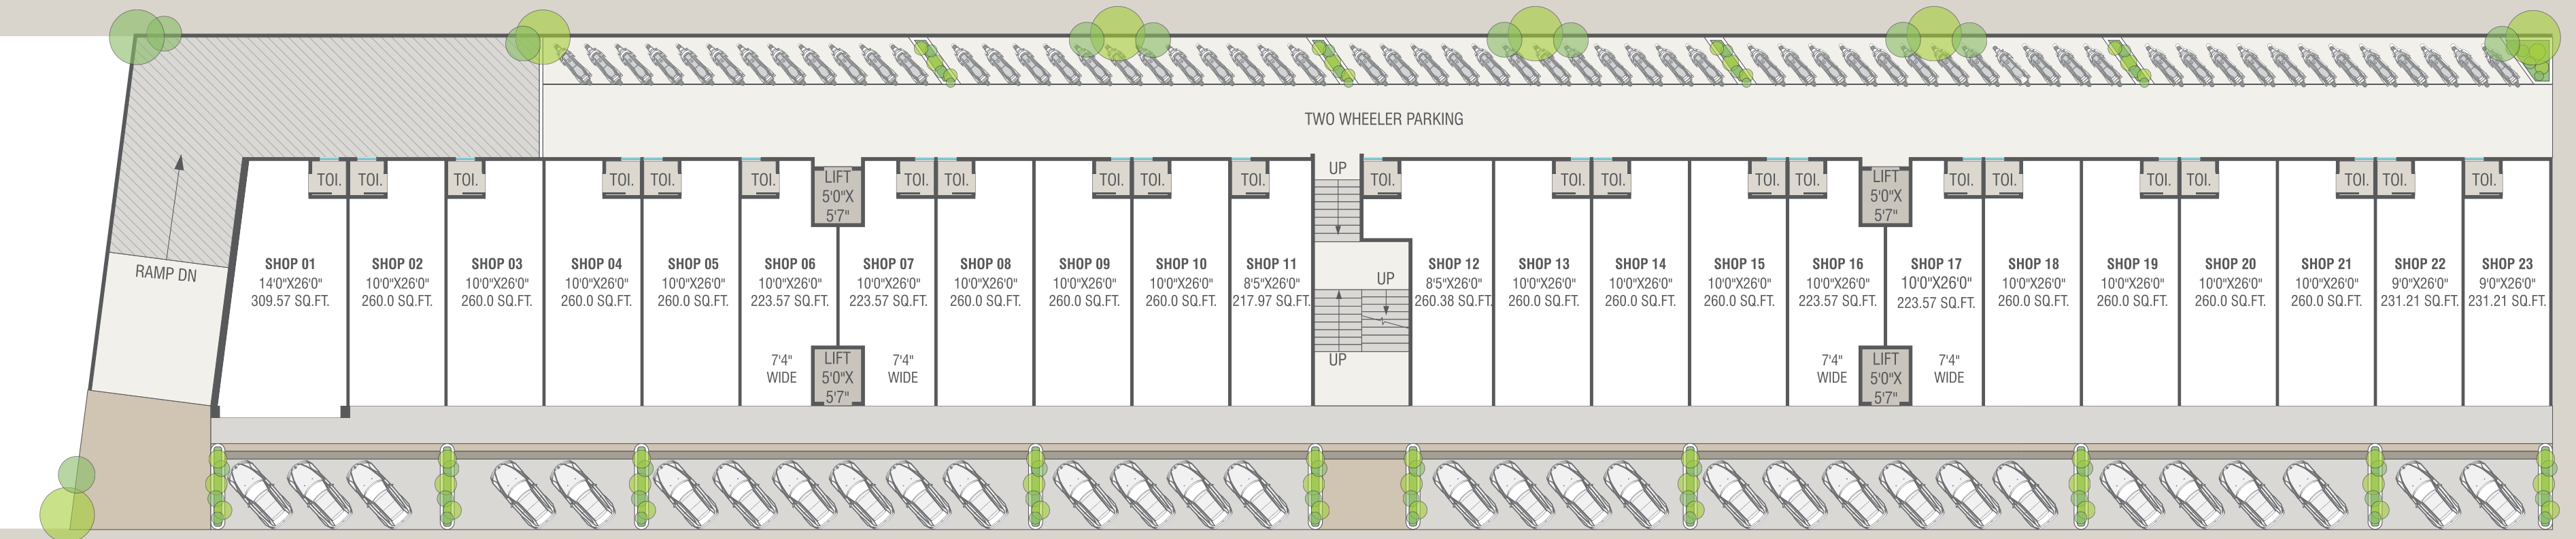 TWO WHEELER PARKING
RAMP DN
TOI.
TOI.
TOI.
TOI.
TOI.
TOI.
LIFT
5'0"X
5'7"
TOI.
TOI.
TOI.
TOI.
TOI.
UP
TOI.
TOI.
TOI.
TOI.
TOI.
LIFT
5'0"X
5'7"
TOI.
TOI.
TOI.
TOI.
TOI.
TOI.
TOI.
SHOP 01
14'0"X26'0"
309.57 SQ.FT.
SHOP 02
10'0"X26'0"
260.0 SQ.FT.
SHOP 03
10'0"X26'0"
260.0 SQ.FT.
SHOP 04
10'0"X26'0"
260.0 SQ.FT.
SHOP 05
10'0"X26'0"
260.0 SQ.FT.
SHOP 06
10'0"X26'0"
223.57 SQ.FT.
7'4"
WIDE
LIFT
5'0"X
5'7"
SHOP 07
10'0"X26'0"
223.57 SQ.FT.
7'4"
WIDE
SHOP 08
10'0"X26'0"
260.0 SQ.FT.
SHOP 09
10'0"X26'0"
260.0 SQ.FT.
SHOP 10
10'0"X26'0"
260.0 SQ.FT.
SHOP 11
8'5"X26'0"
217.97 SQ.FT.
UP
UP
SHOP 12
8'5"X26'0"
260.38 SQ.FT.
SHOP 13
10'0"X26'0"
260.0 SQ.FT.
SHOP 14
10'0"X26'0"
260.0 SQ.FT.
SHOP 15
10'0"X26'0"
260.0 SQ.FT.
SHOP 16
10'0"X26'0"
223.57 SQ.FT.
7'4"
WIDE
LIFT
5'0"X
5'7"
SHOP 17
10'0"X26'0"
223.57 SQ.FT.
7'4"
WIDE
SHOP 18
10'0"X26'0"
260.0 SQ.FT.
SHOP 19
10'0"X26'0"
260.0 SQ.FT.
SHOP 20
10'0"X26'0"
260.0 SQ.FT.
SHOP 21
10'0"X26'0"
260.0 SQ.FT.
SHOP 22
9'0"X26'0"
231.21 SQ.FT.
SHOP 23
9'0"X26'0"
231.21 SQ.FT.